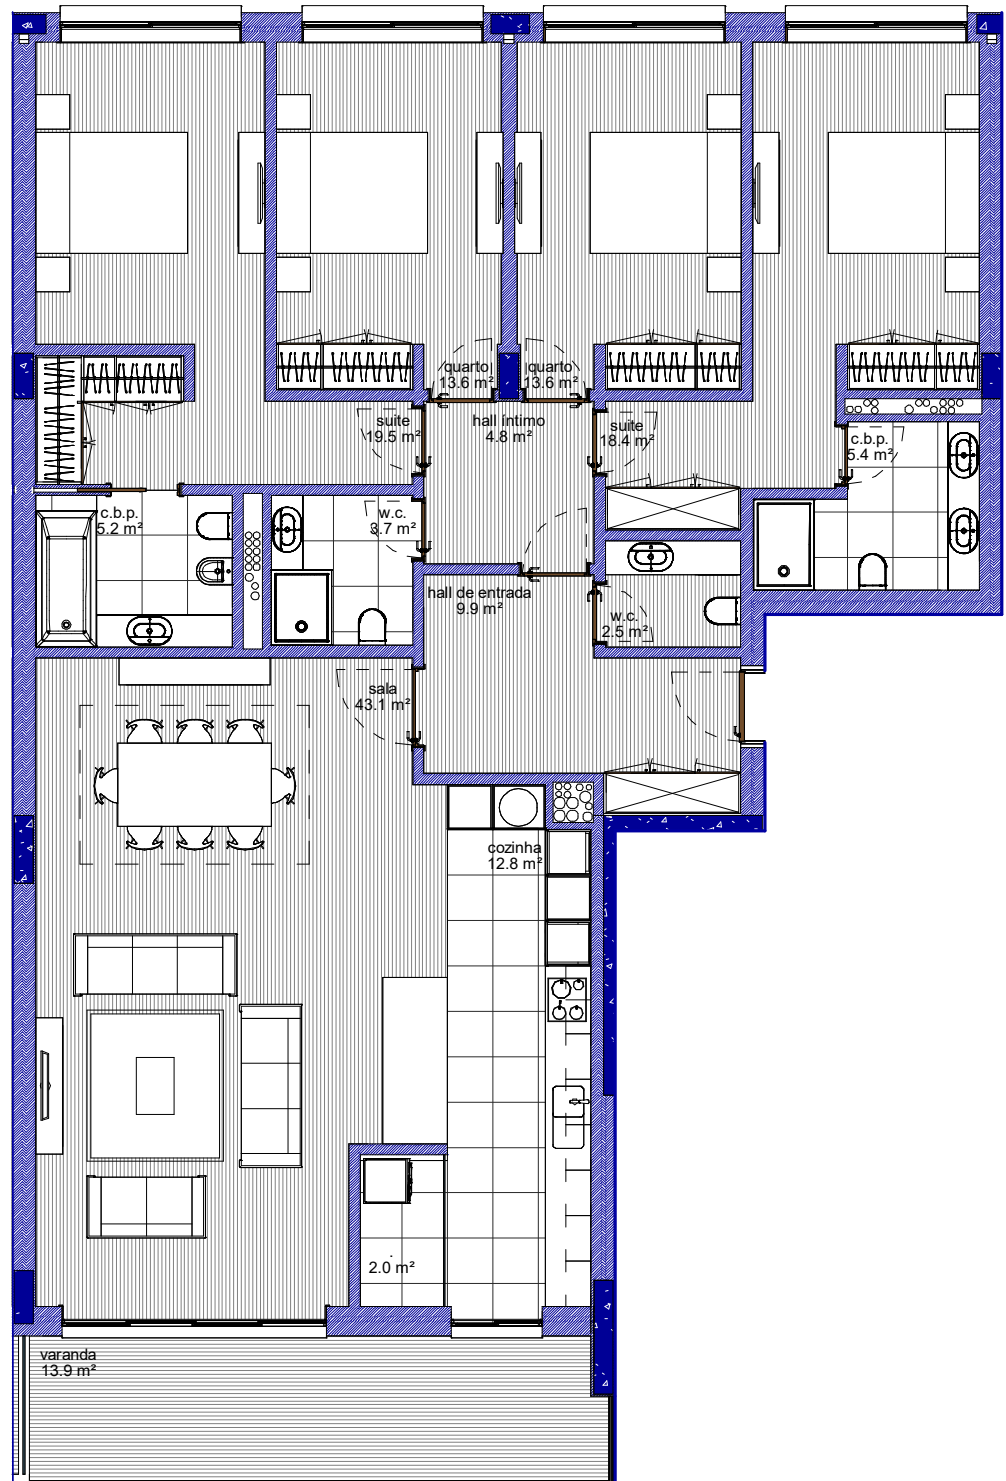 quarto
13.6 m²
quarto
13.6 m²
suite
19.5 m²
hall íntimo
4.8 m²
suite
18.4 m²
c.b.p.
5.4 m²
c.b.p.
5.2 m²
w.c.
3.7 m²
hall de entrada
9.9 m²
w.c.
2.5 m²
sala
43.1 m²
cozinha
12.8 m²
.
2.0 m²
varanda
13.9 m²